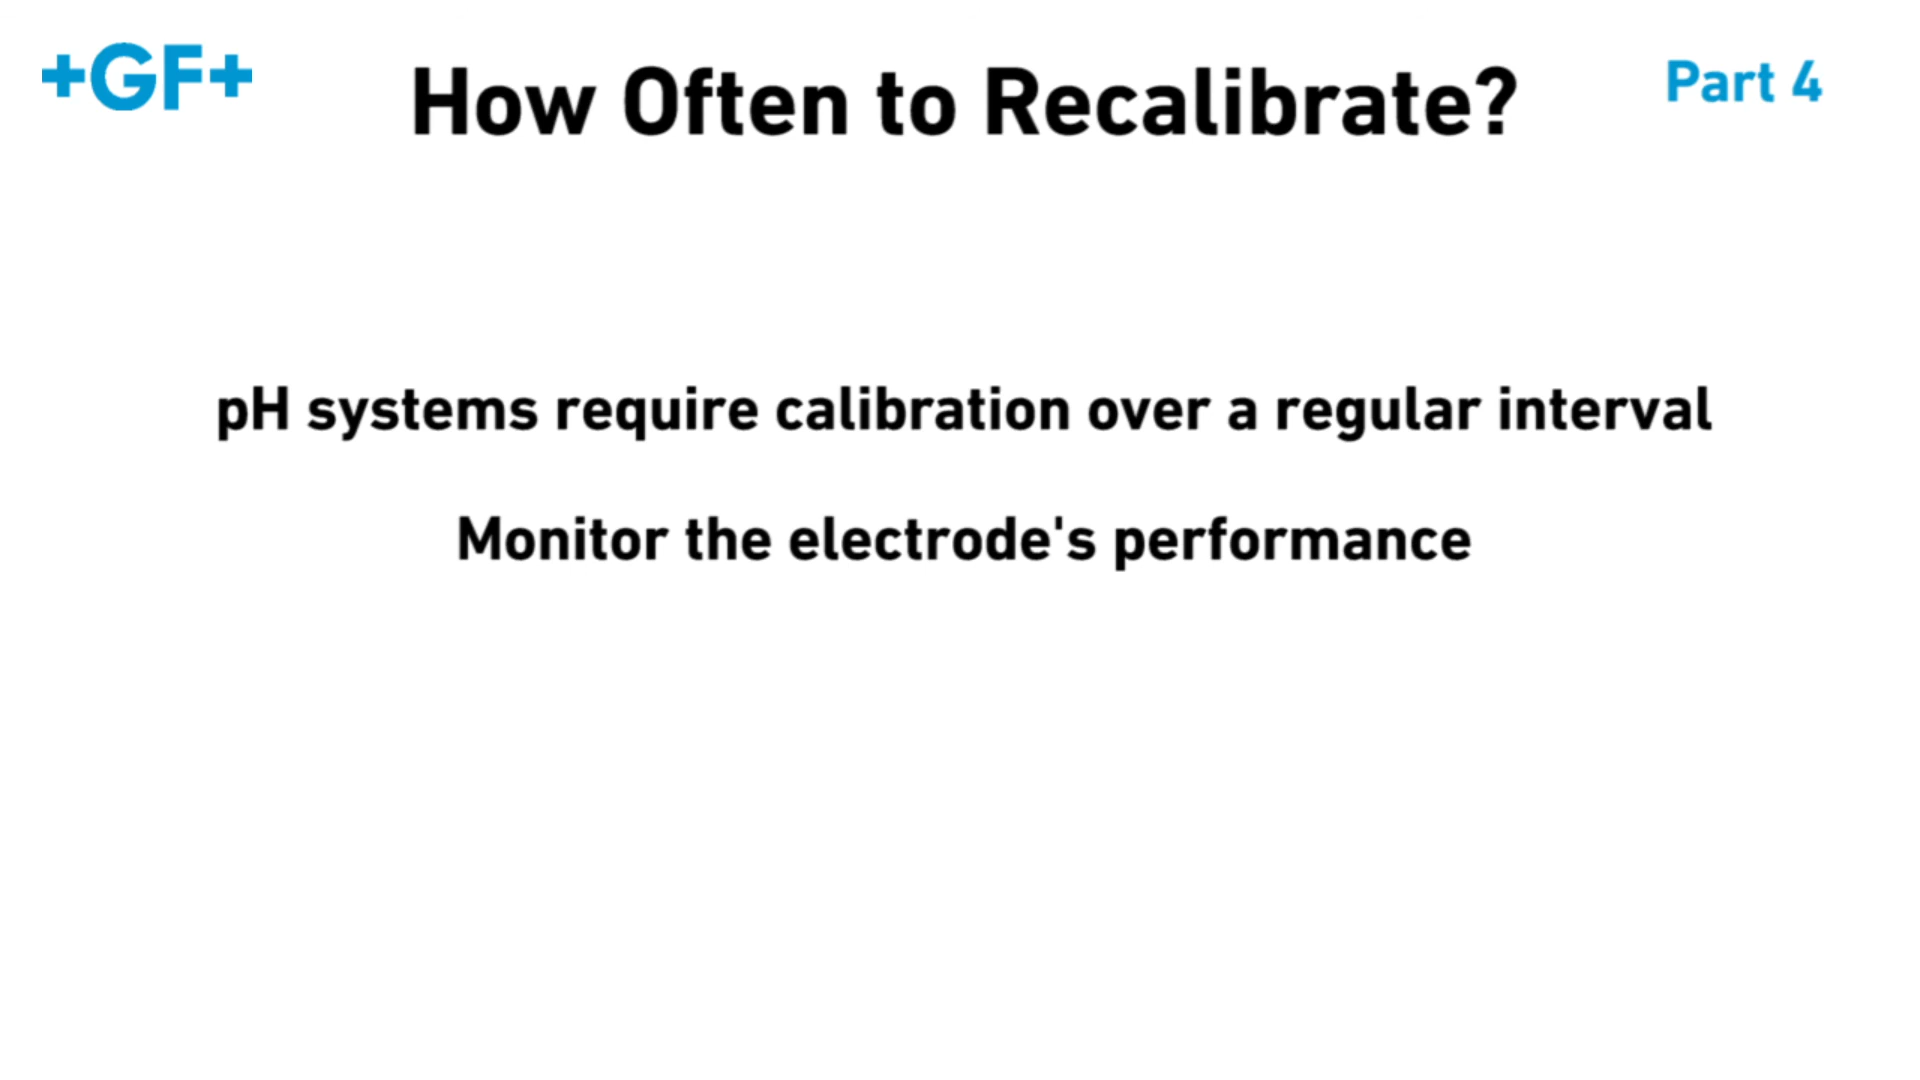 +GF+
How Often to Recalibrate?
Part 4
pH systems require calibration over a regular interval
Monitor the electrode's performance